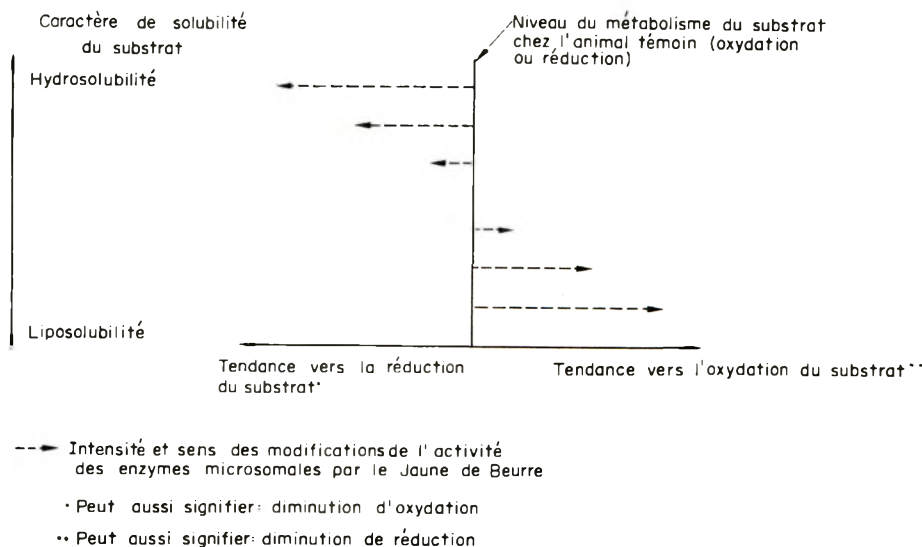 Caractère de solubilité
du substrat
Niveau du métabolisme du substrat
chez l'animal témoin (oxydation
ou réduction)
Hydrosolubilité
Liposolubilité
Tendance vers la réduction
du substrat•
Tendance vers l'oxydation du substrat••
Intensité et sens des modifications de l'activité
des enzymes microsomales par le Jaune de Beurre
• Peut aussi signifier: diminution d'oxydation
•• Peut aussi signifier: diminution de réduction